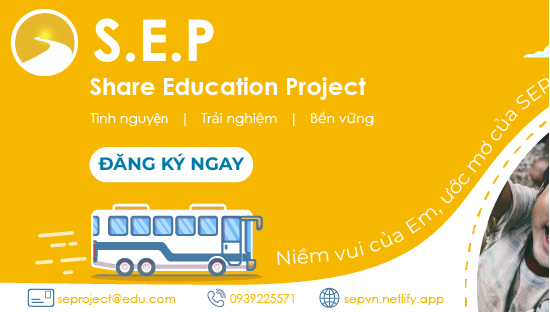 S.E.P
Share Education Project
Tình nguyện | Trải nghiệm | Bền vững
ĐĂNG KÝ NGAY
Niềm vui của Em, ước mơ của SEP
seproject@edu.com
0939225571
sepvn.netlify.app